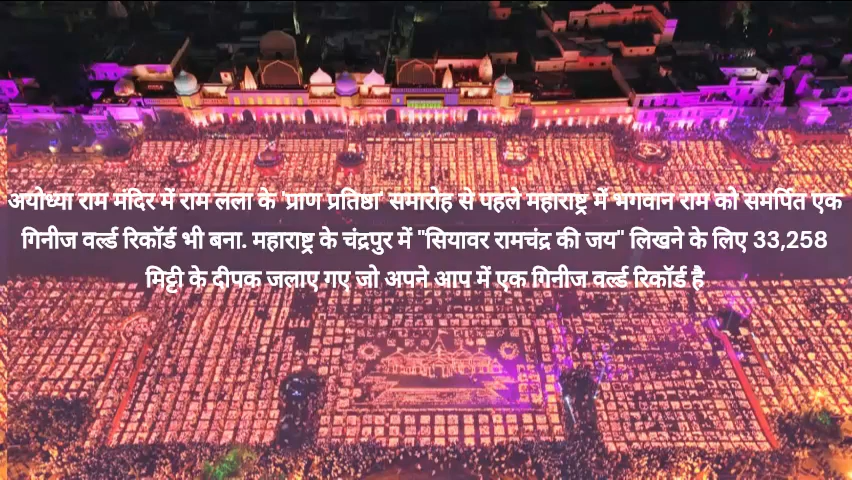 अयोध्या राम मंदिर में राम लला के 'प्राण प्रतिष्ठा' समारोह से पहले महाराष्ट्र में भगवान राम को समर्पित एक
गिनीज वर्ल्ड रिकॉर्ड भी बना. महाराष्ट्र के चंद्रपुर में "सियावर रामचंद्र की जय" लिखने के लिए 33,258
मिट्टी के दीपक जलाए गए जो अपने आप में एक गिनीज वर्ल्ड रिकॉर्ड है